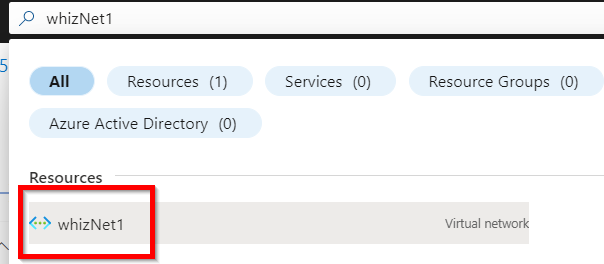 whizNet1
All Resources (1) Services (0) Resource Groups (0)
Azure Active Directory (0)
Resources
whizNet1 Virtual network